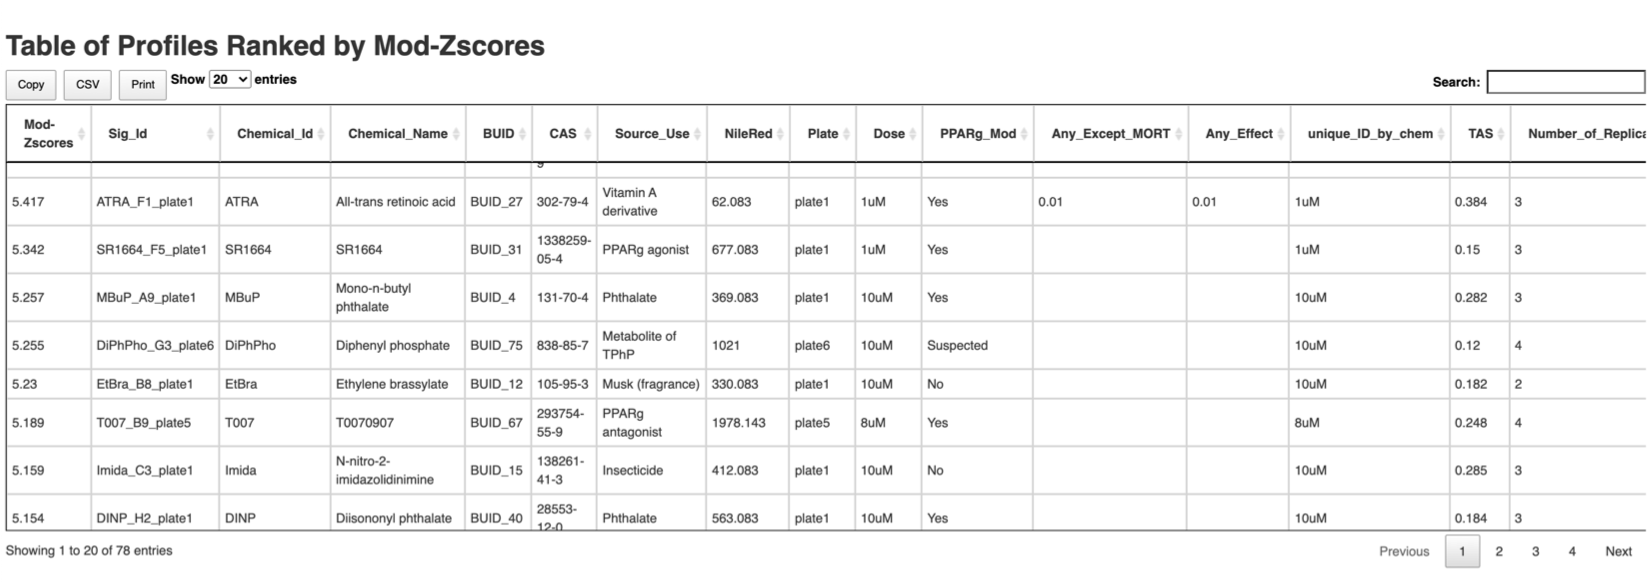 Table of Profiles Ranked by Mod-Zscores
Copy CSV Print Show 20 entries Search:
Mod-Zscores Sig_Id Chemical_Id Chemical_Name BUID CAS Source_Use NileRed Plate Dose PPARg_Mod Any_Except_MORT Any_Effect unique_ID_by_chem TAS Number_of_Replica
9
5.417 ATRA_F1_plate1 ATRA All-trans retinoic acid BUID_27 302-79-4 Vitamin A derivative 62.083 plate1 1uM Yes 0.01 0.01 1uM 0.384 3
5.342 SR1664_F5_plate1 SR1664 SR1664 BUID_31 1338259-05-4 PPARg agonist 677.083 plate1 1uM Yes 1uM 0.15 3
5.257 MBuP_A9_plate1 MBuP Mono-n-butyl phthalate BUID_4 131-70-4 Phthalate 369.083 plate1 10uM Yes 10uM 0.282 3
5.255 DiPhPho_G3_plate6 DiPhPho Diphenyl phosphate BUID_75 838-85-7 Metabolite of TPhP 1021 plate6 10uM Suspected 10uM 0.12 4
5.23 EtBra_B8_plate1 EtBra Ethylene brassylate BUID_12 105-95-3 Musk (fragrance) 330.083 plate1 10uM No 10uM 0.182 2
5.189 T007_B9_plate5 T007 T0070907 BUID_67 293754-55-9 PPARg antagonist 1978.143 plate5 8uM Yes 8uM 0.248 4
5.159 Imida_C3_plate1 Imida N-nitro-2-imidazolidinimine BUID_15 138261-41-3 Insecticide 412.083 plate1 10uM No 10uM 0.285 3
5.154 DINP_H2_plate1 DINP Diisononyl phthalate BUID_40 28553-12-0 Phthalate 563.083 plate1 10uM Yes 10uM 0.184 3
Showing 1 to 20 of 78 entries Previous 1 2 3 4 Next